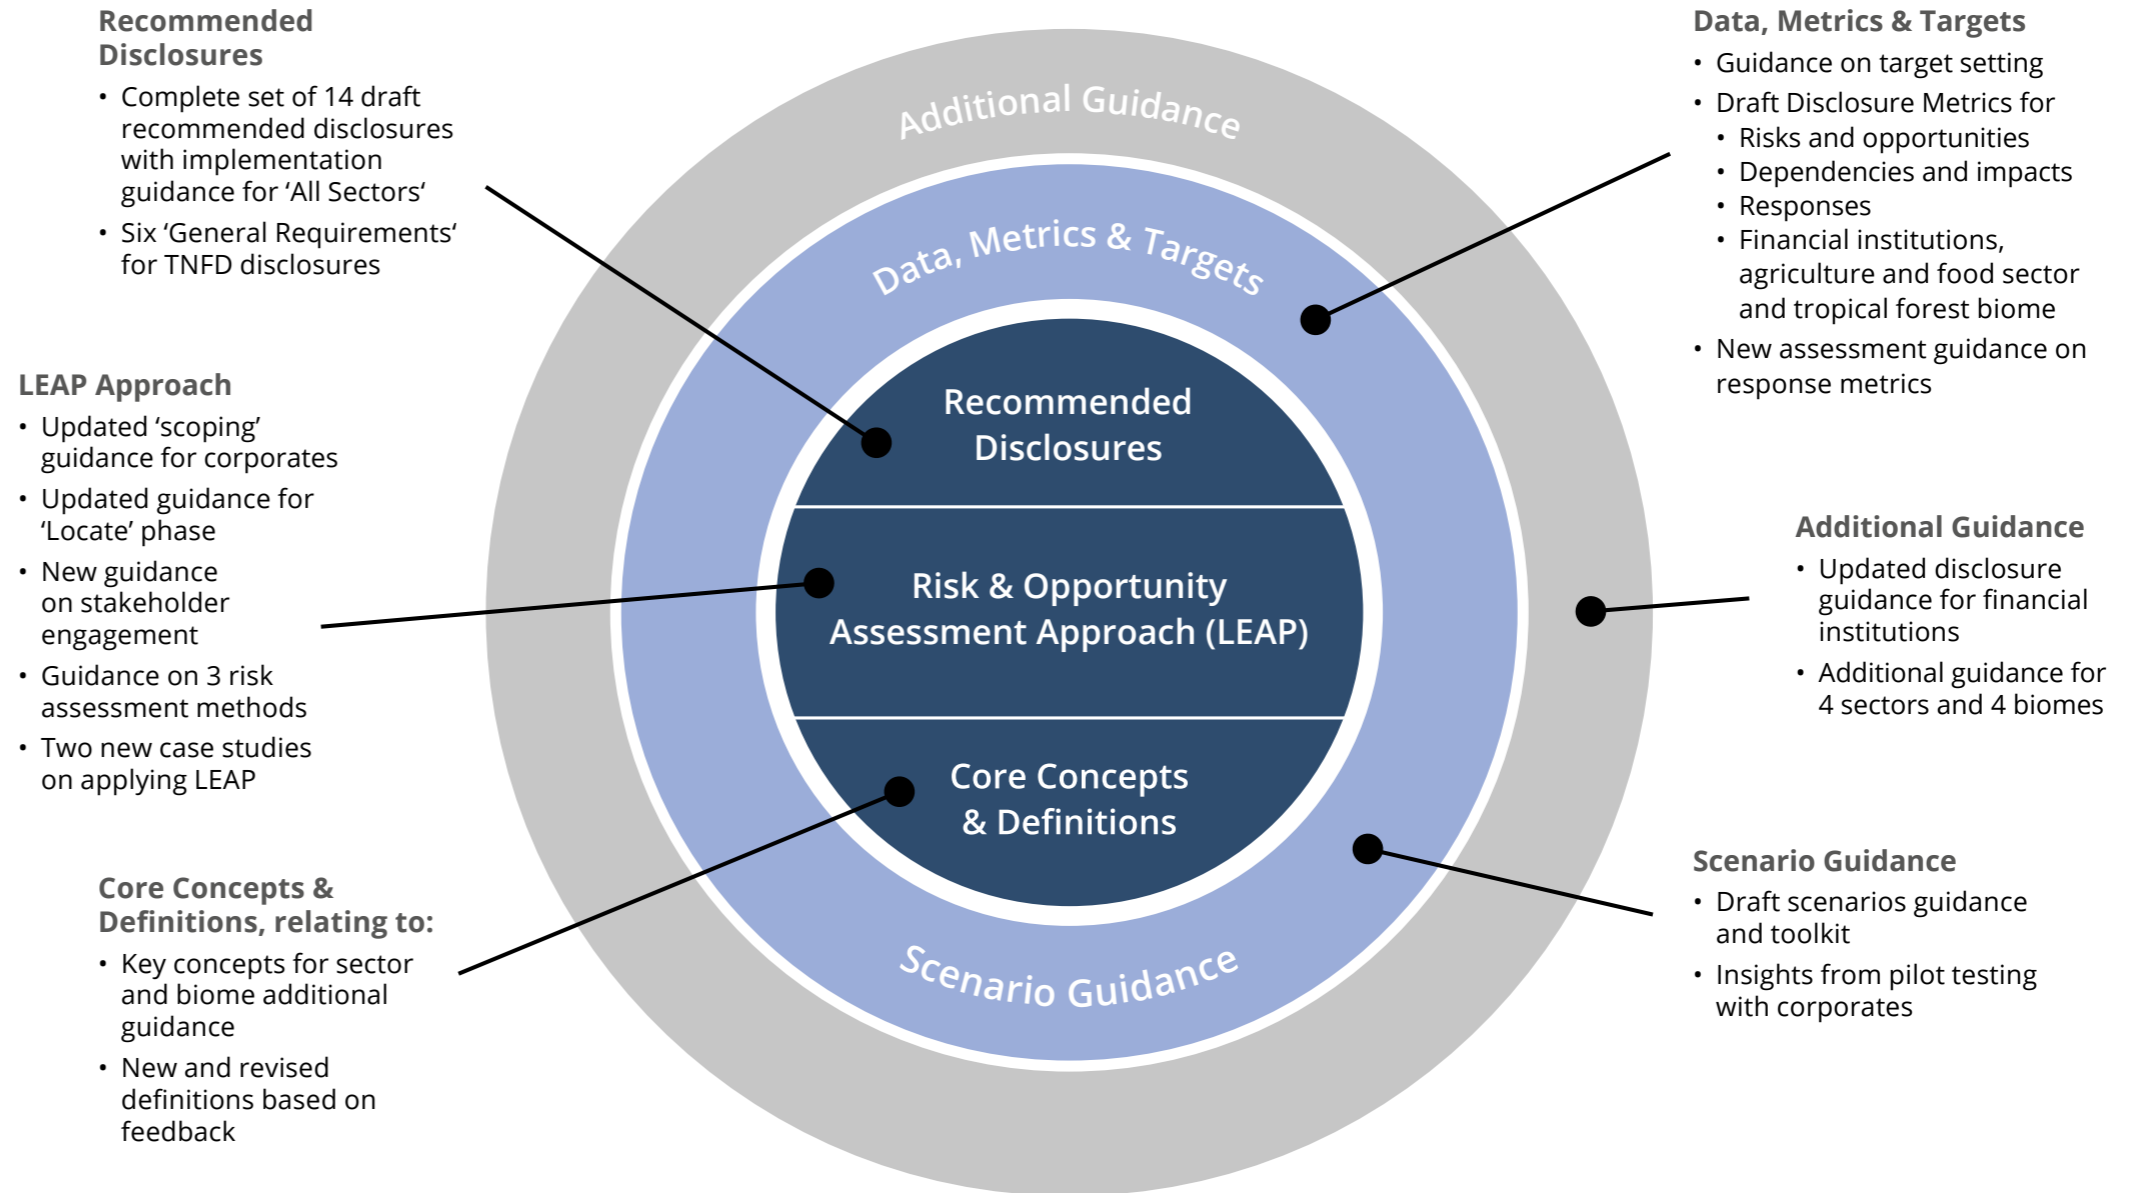 Recommended
Disclosures
• Complete set of 14 draft
recommended disclosures
with implementation
guidance for ‘All Sectors‘
• Six ‘General Requirements‘
for TNFD disclosures
LEAP Approach
• Updated ‘scoping’
guidance for corporates
• Updated guidance for
‘Locate’ phase
• New guidance
on stakeholder
engagement
• Guidance on 3 risk
assessment methods
• Two new case studies
on applying LEAP
Core Concepts &
Definitions, relating to:
• Key concepts for sector
and biome additional
guidance
• New and revised
definitions based on
feedback
Additional Guidance
Data, Metrics & Targets
Recommended
Disclosures
Risk & Opportunity
Assessment Approach (LEAP)
Core Concepts
& Definitions
Scenario Guidance
Data, Metrics & Targets
• Guidance on target setting
• Draft Disclosure Metrics for
• Risks and opportunities
• Dependencies and impacts
• Responses
• Financial institutions,
agriculture and food sector
and tropical forest biome
• New assessment guidance on
response metrics
Additional Guidance
• Updated disclosure
guidance for financial
institutions
• Additional guidance for
4 sectors and 4 biomes
Scenario Guidance
• Draft scenarios guidance
and toolkit
• Insights from pilot testing
with corporates